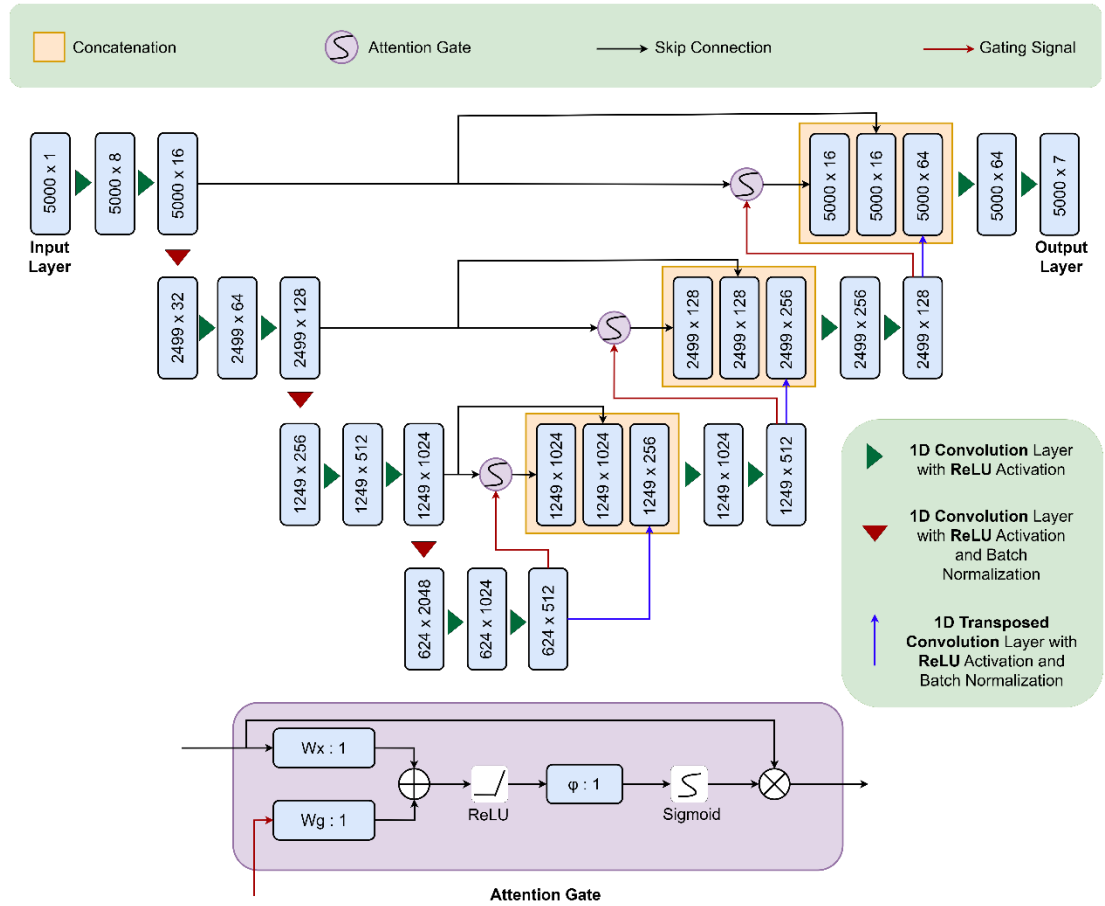 Concatenation
Attention Gate
Skip Connection
Gating Signal
5000 x 1
5000 x 8
5000 x 16
5000 x 16
5000 x 16
5000 x 64
5000 x 64
5000 x 7
Input
Layer
Output
Layer
2499 x 32
2499 x 64
2499 x 128
2499 x 128
2499 x 128
2499 x 256
2499 x 256
2499 x 128
1249 x 256
1249 x 512
1249 x 1024
1249 x 1024
1249 x 1024
1249 x 256
1249 x 1024
1249 x 512
624 x 2048
624 x 1024
624 x 512
1D Convolution Layer
with ReLU Activation
1D Convolution Layer
with ReLU Activation
and Batch
Normalization
1D Transposed
Convolution Layer with
ReLU Activation and
Batch Normalization
Wx : 1
Wg : 1
ReLU
φ : 1
Sigmoid
Attention Gate